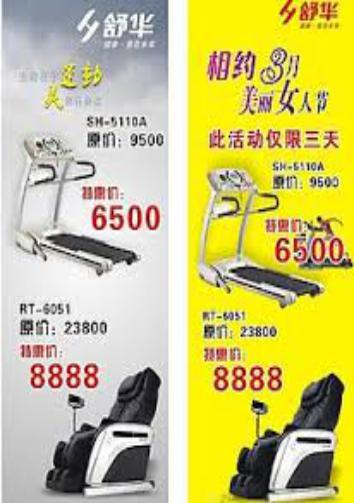 舒华
运动
SH-5110A
原价: 9500
特惠价:
6500
RT-6051
原价: 23800
特惠价:
8888
舒华
相约3月
美丽女人节
此活动仅限三天
SH-5110A
原价: 9500
特惠价:
6500
RT-6051
原价: 23800
特惠价:
8888